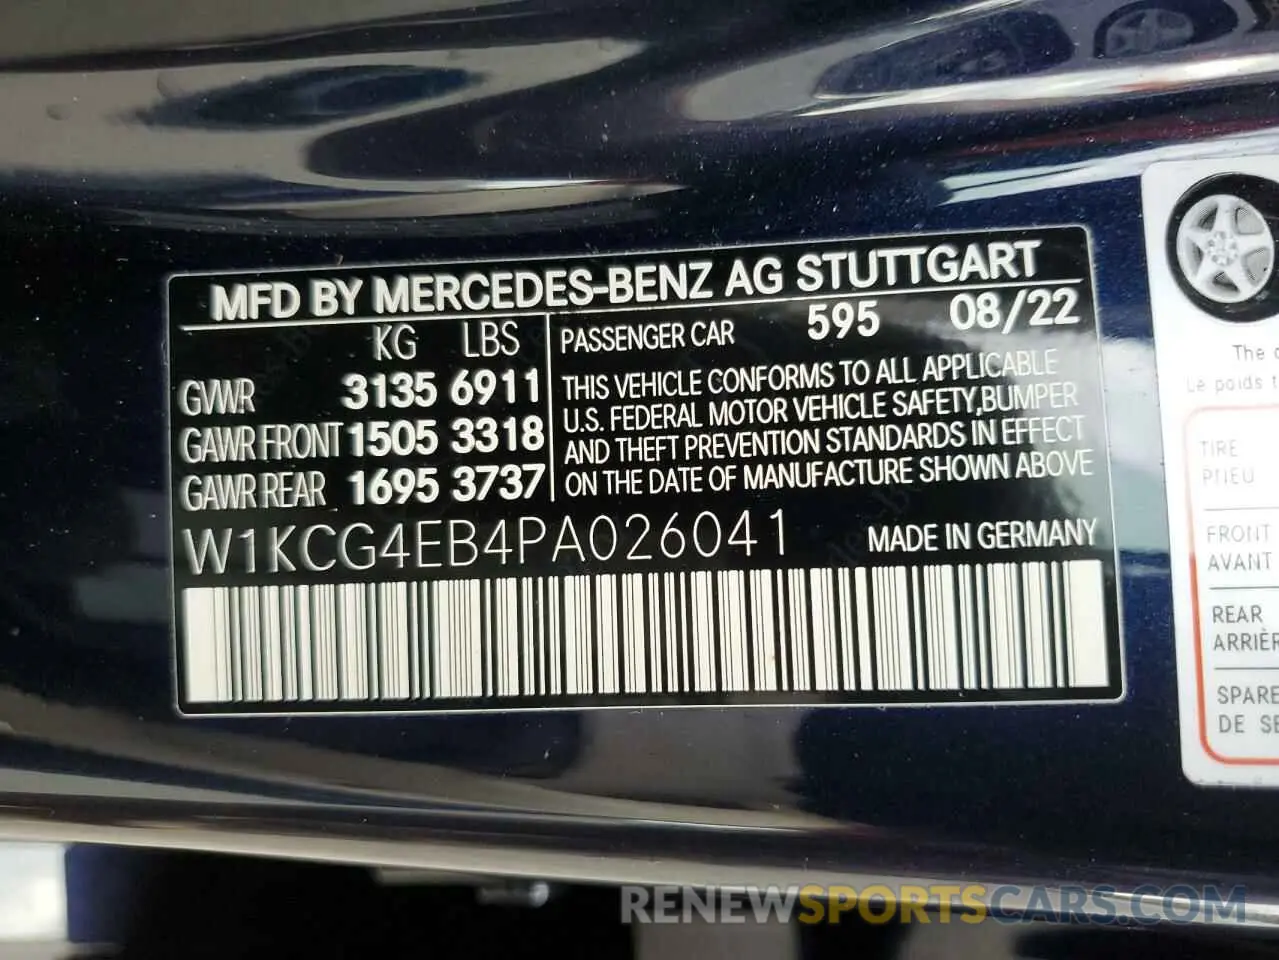 MFD BY MERCEDES-BENZ AG STUTTGART
KG LBS
GVWR 3135 6911
GAWR FRONT 1505 3318
GAWR REAR 1695 3737
PASSENGER CAR 595 08/22
THIS VEHICLE CONFORMS TO ALL APPLICABLE
U.S. FEDERAL MOTOR VEHICLE SAFETY,BUMPER
AND THEFT PREVENTION STANDARDS IN EFFECT
ON THE DATE OF MANUFACTURE SHOWN ABOVE
W1KCG4EB4PA026041 MADE IN GERMANY
The
Le poids
TIRE
PNEU
FRONT
AVANT
REAR
ARRIÈR
SPARE
DE
RENEWSPORTSCARS.COM